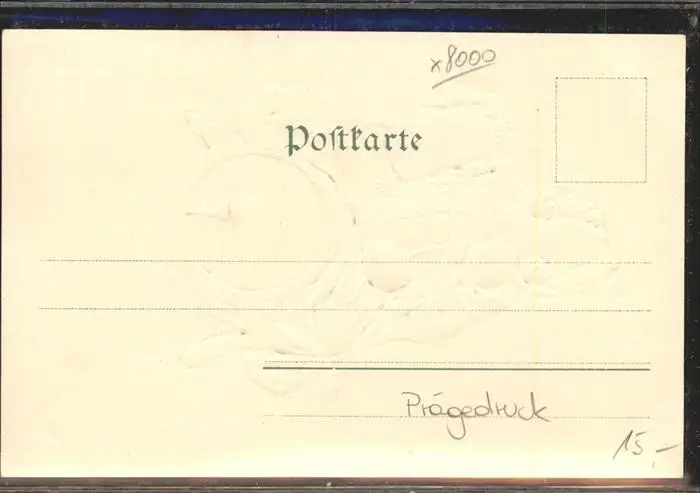 x8000
Poſtkarte
Prägedruck
15,-